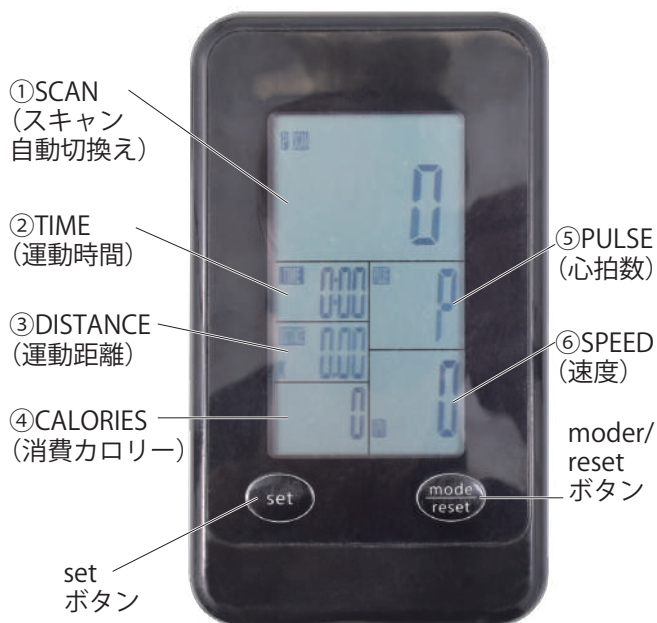 ①SCAN
（スキャン
自動切換え）
②TIME
（運動時間）
③DISTANCE
（運動距離）
④CALORIES
（消費カロリー）
set
ボタン
0
0:00
0.00
0
P
0
set
mode
reset
⑤PULSE
（心拍数）
⑥SPEED
（速度）
moder/
reset
ボタン